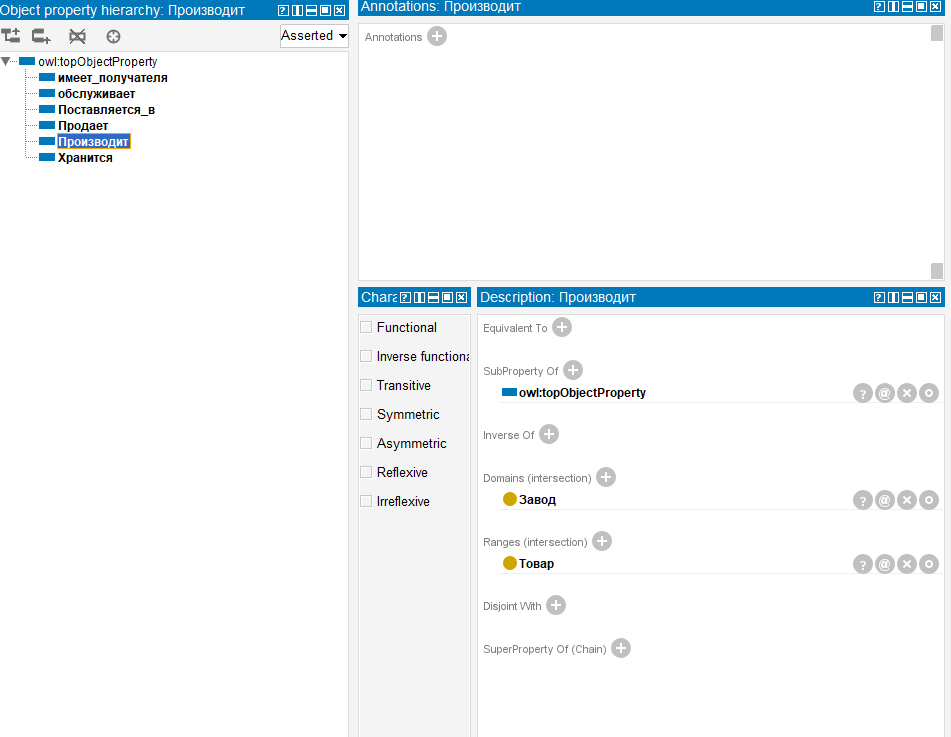 Object property hierarchy: Производит
Asserted
owl:topObjectProperty
имеет_получателя
обслуживает
Поставляется_в
Продает
Производит
Хранится
Annotations: Производит
Annotations
Chara
Functional
Inverse functiona
Transitive
Symmetric
Asymmetric
Reflexive
Irreflexive
Description: Производит
Equivalent To
SubProperty Of
owl:topObjectProperty
Inverse Of
Domains (intersection)
Завод
Ranges (intersection)
Товар
Disjoint With
SuperProperty Of (Chain)